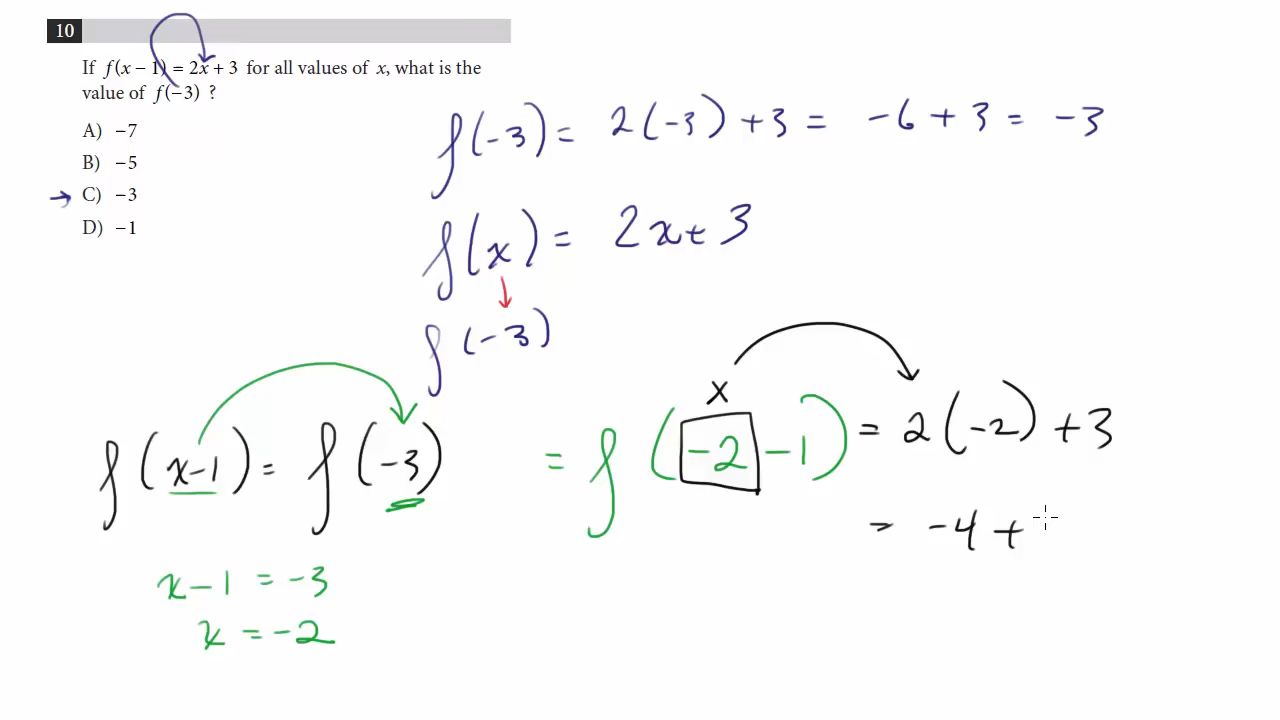 10
If f(x − 1) = 2x + 3 for all values of x, what is the
value of f(−3) ?
A) −7
B) −5
C) −3
D) −1
f(-3) = 2(-3) + 3 = -6 + 3 = -3
f(x) = 2x + 3
f(-3)
f(x-1) = f(-3)
x
= f(-2 -1) = 2(-2) + 3
= -4 +
x - 1 = -3
x = -2